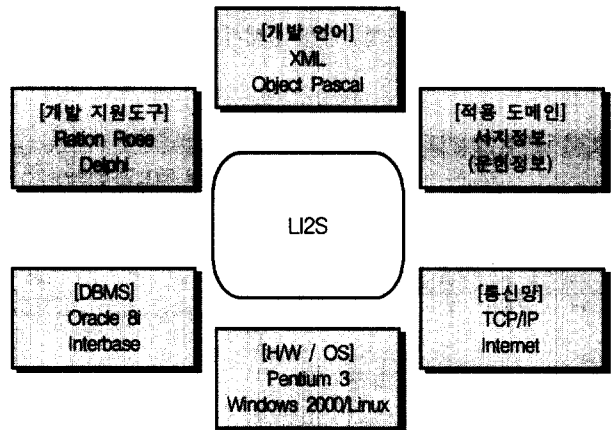 [개발 언어]
XML
Object Pascal
[개발 지원도구]
Ration Rose
Delphi
[적용 도메인]
서지정보
(문헌정보)
LI2S
[DBMS]
Oracle 8i
Interbase
[통신망]
TCP/IP
Internet
[H/W / OS]
Pentium 3
Windows 2000/Linux